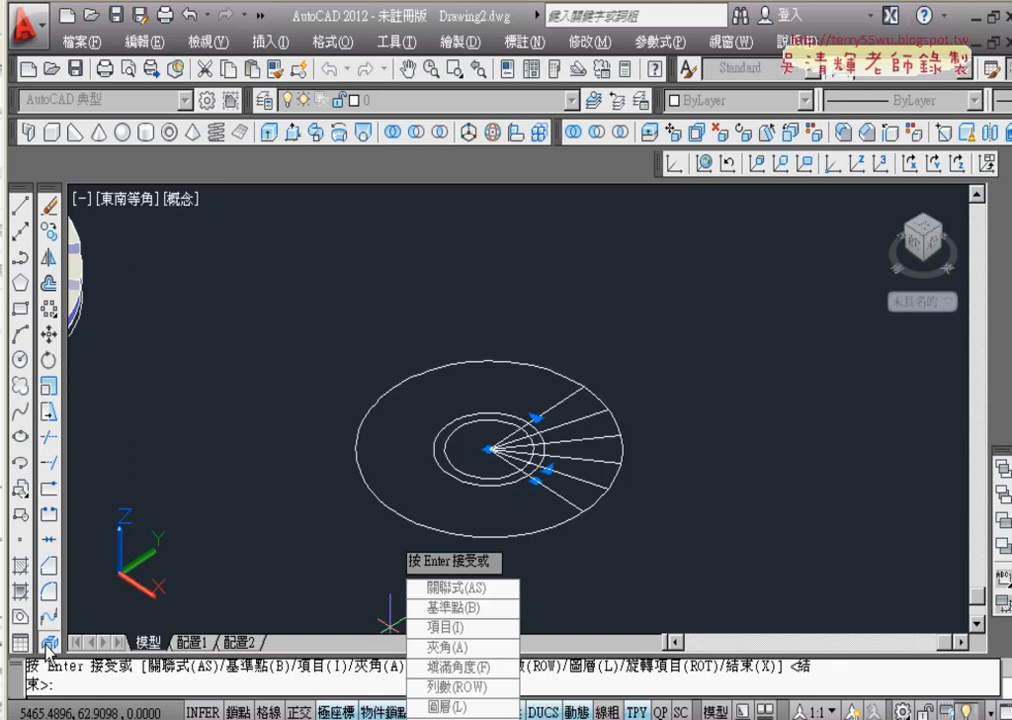 AutoCAD 2012 - 未註冊版 Drawing2.dwg
鍵入關鍵字或詞組
登入
檔案(F) 編輯(E) 檢視(V) 插入(I) 格式(O) 工具(T) 繪製(D) 標註(N) 修改(M) 參數式(P) 視窗(W)
http://terry55wu.blogspot.tw
吳清輝老師錄製
Standard
AutoCAD 典型
0
ByLayer
ByLayer
[-][東南等角][概念]
未具名的
Z
Y
X
按 Enter 接受或
關聯式(AS)
基準點(B)
項目(I)
夾角(A)
填滿角度(F)
列數(ROW)
圖層(L)
模型 配置1 配置2
按 Enter 接受或 [關聯式(AS)/基準點(B)/項目(I)/夾角(A)
數(ROW)/圖層(L)/旋轉項目(ROT)/結束(X)] <結
束>:
5465.4896, 62.9098, 0.0000 INFER 鎖點 格線 正交 極座標 物件鎖點 DUCS 動態 線粗 TPY QP SC 模型 1:1